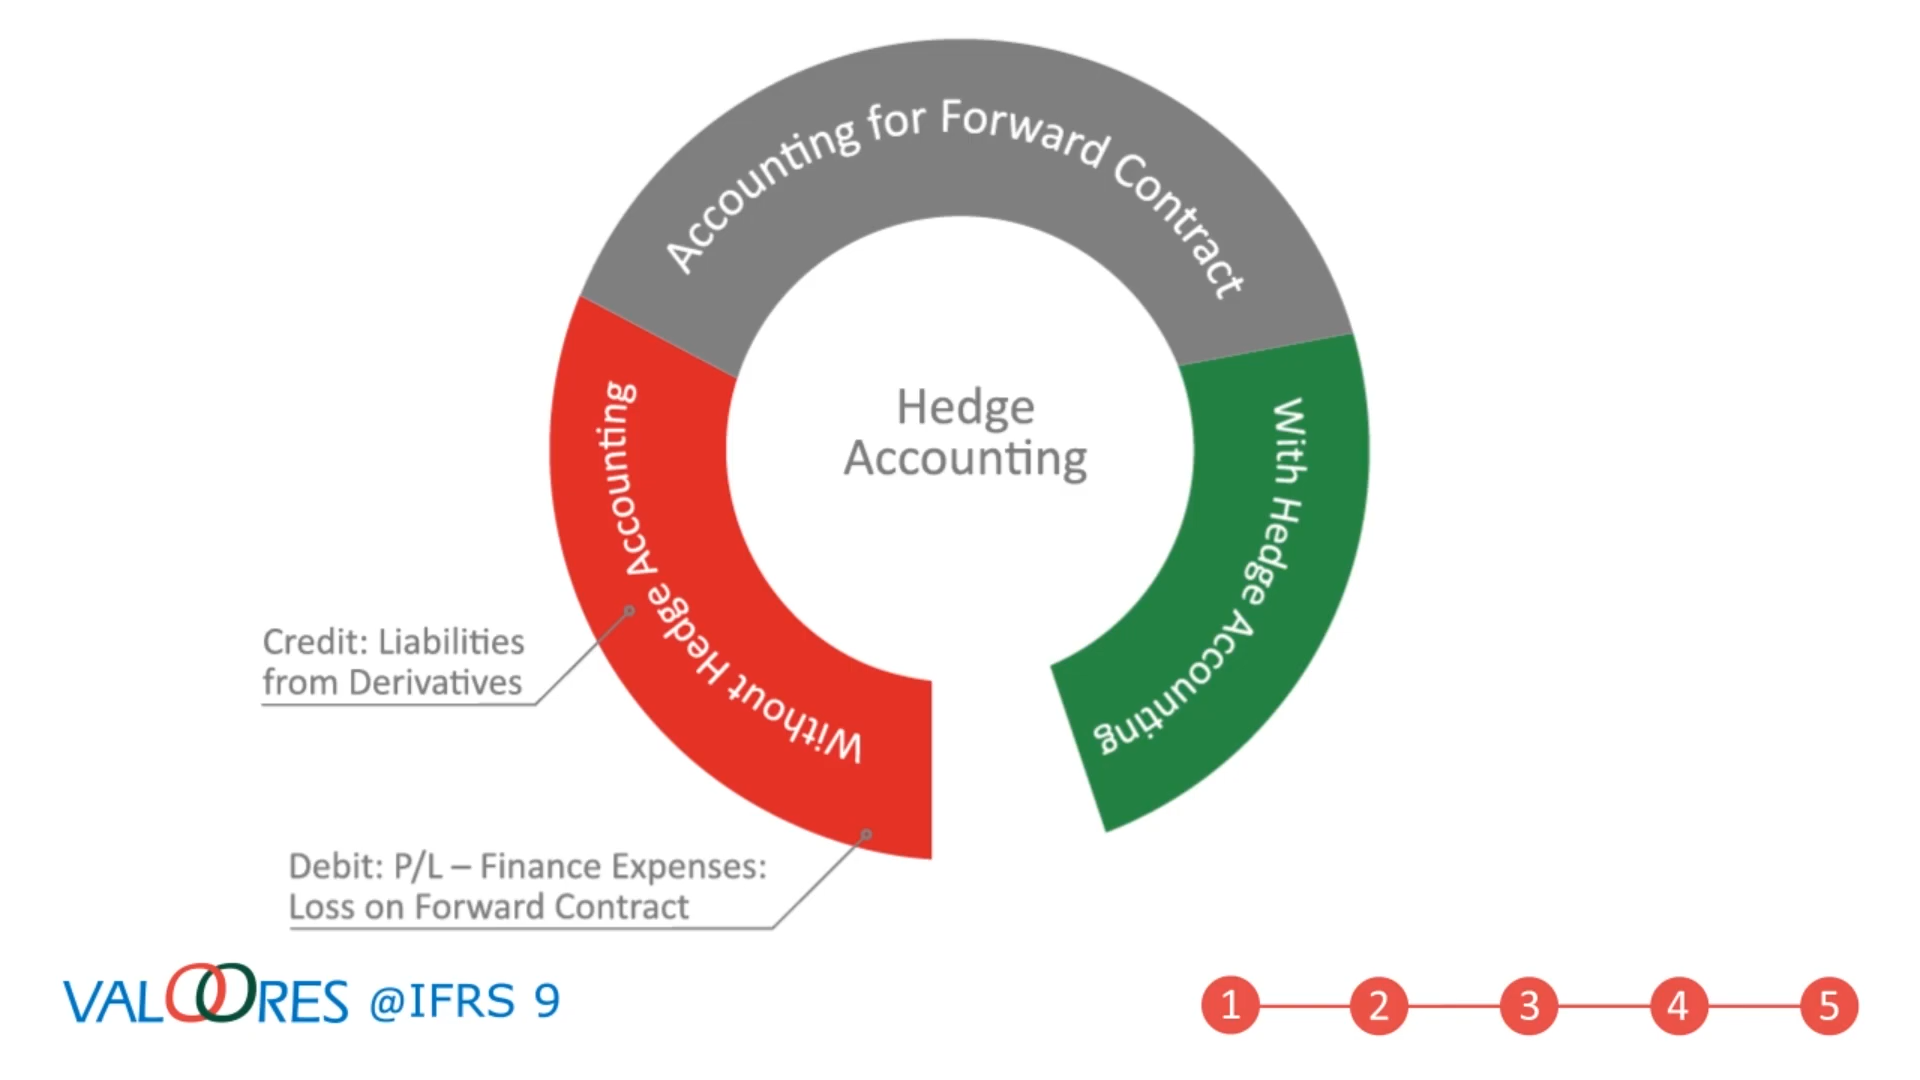 Accounting for Forward Contract
Hedge
Accounting
Without Hedge Accounting
With Hedge Accounting
Credit: Liabilities
from Derivatives
Debit: P/L – Finance Expenses:
Loss on Forward Contract
VALOORES @IFRS 9
1 2 3 4 5